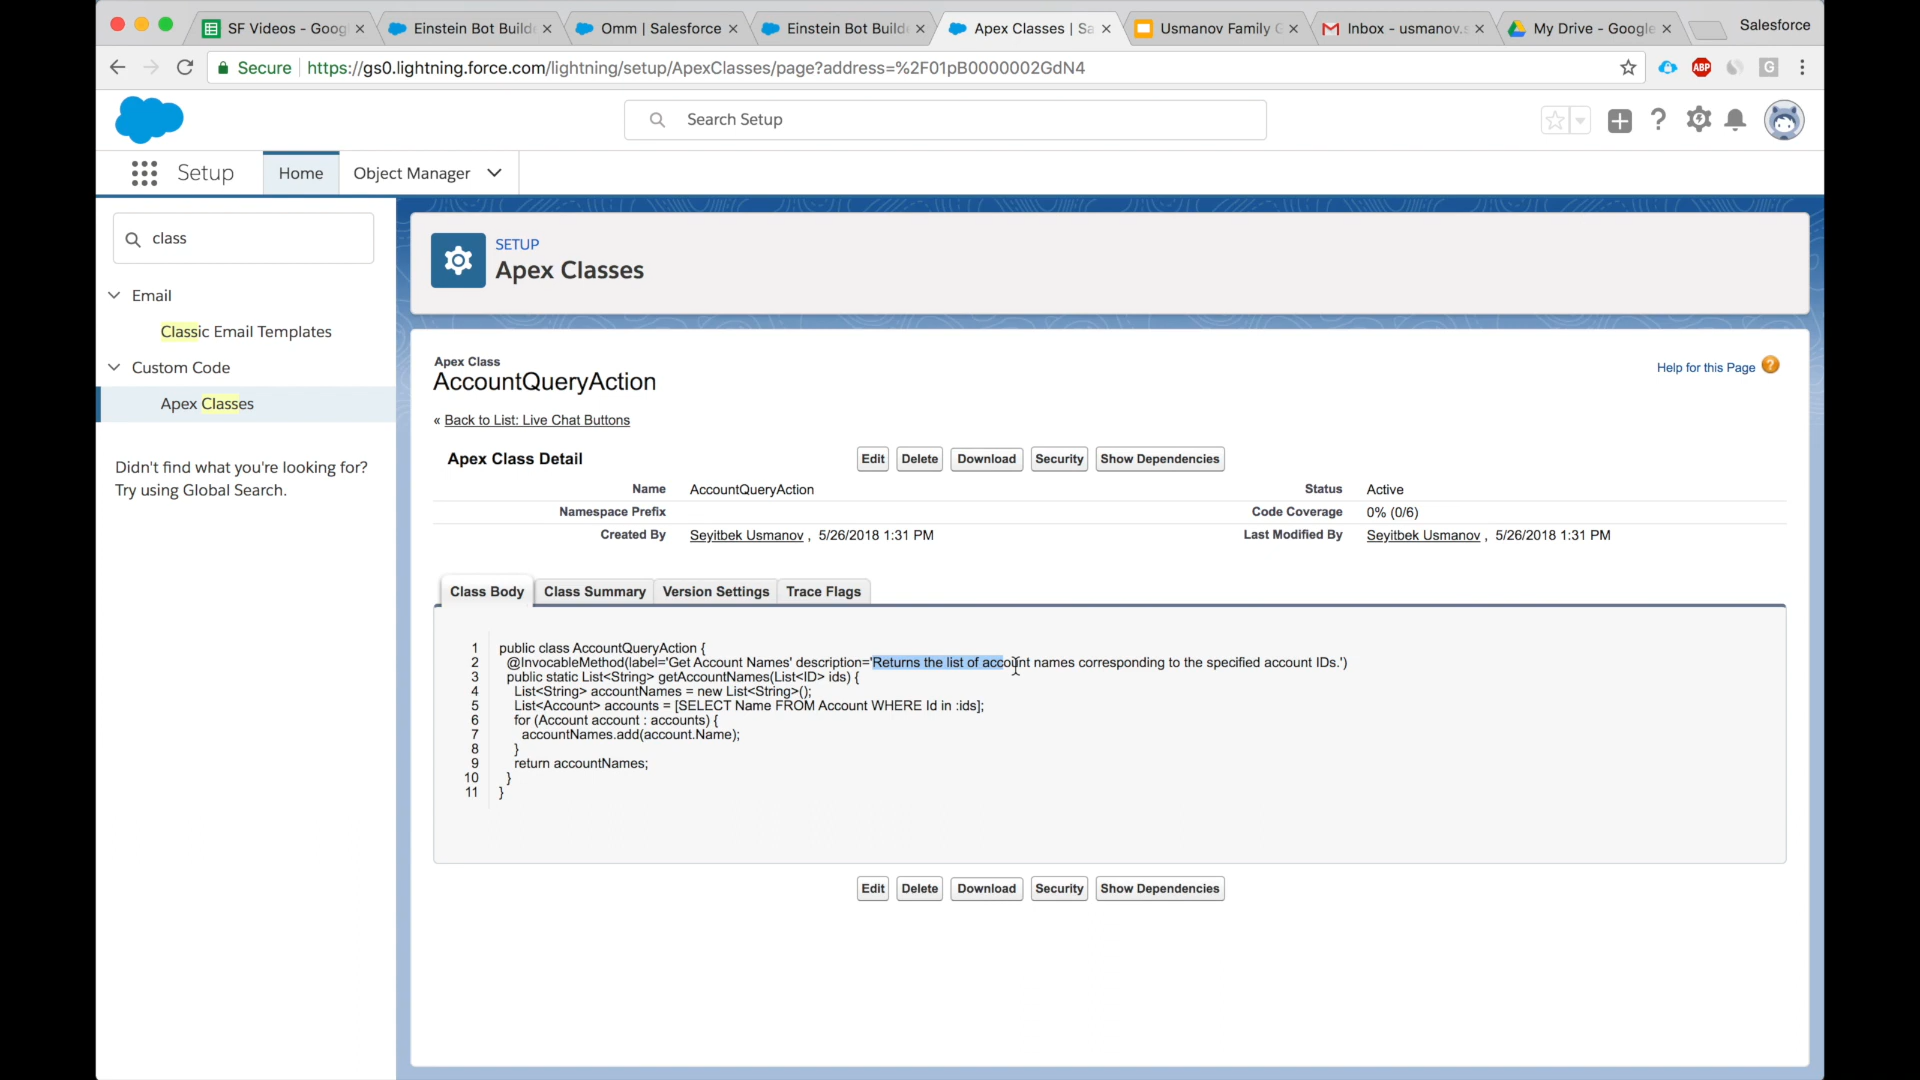 SF Videos - Goog
Einstein Bot Builde
Omm | Salesforce
Einstein Bot Builde
Apex Classes | Sa
Usmanov Family G
Inbox - usmanov.s
My Drive - Google
Salesforce
Secure
https://gs0.lightning.force.com/lightning/setup/ApexClasses/page?address=%2F01pB0000002GdN4
ABP
G
Search Setup
Setup
Home
Object Manager
class
Email
Classic Email Templates
Custom Code
Apex Classes
Didn't find what you're looking for?
Try using Global Search.
SETUP
Apex Classes
Apex Class
AccountQueryAction
Help for this Page ?
« Back to List: Live Chat Buttons
Apex Class Detail
Edit Delete Download Security Show Dependencies
Name AccountQueryAction Status Active
Namespace Prefix Code Coverage 0% (0/6)
Created By Seyitbek Usmanov , 5/26/2018 1:31 PM Last Modified By Seyitbek Usmanov , 5/26/2018 1:31 PM
Class Body Class Summary Version Settings Trace Flags
1 public class AccountQueryAction {
2 @InvocableMethod(label='Get Account Names' description='Returns the list of account names corresponding to the specified account IDs.')
3 public static List<String> getAccountNames(List<ID> ids) {
4 List<String> accountNames = new List<String>();
5 List<Account> accounts = [SELECT Name FROM Account WHERE Id in :ids];
6 for (Account account : accounts) {
7 accountNames.add(account.Name);
8 }
9 return accountNames;
10 }
11 }
Edit Delete Download Security Show Dependencies